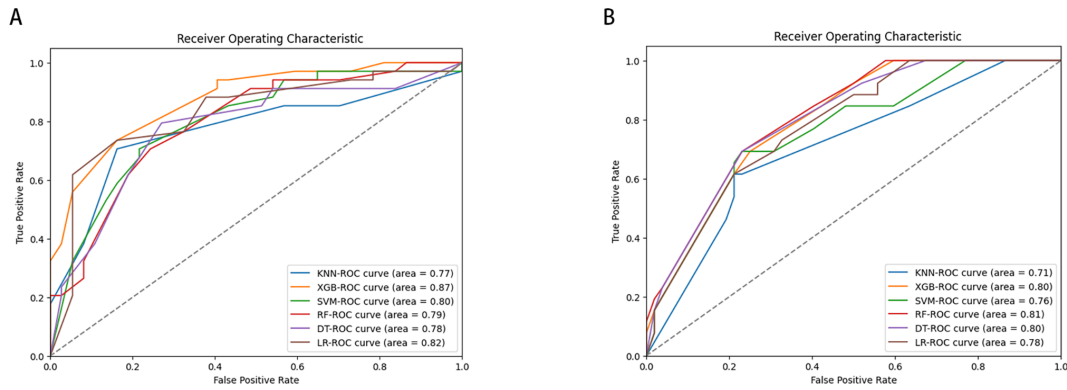 A
Receiver Operating Characteristic
1.0
0.8
0.6
0.4
0.2
0.0
True Positive Rate
KNN-ROC curve (area = 0.77)
XGB-ROC curve (area = 0.87)
SVM-ROC curve (area = 0.80)
RF-ROC curve (area = 0.79)
DT-ROC curve (area = 0.78)
LR-ROC curve (area = 0.82)
0.0 0.2 0.4 0.6 0.8 1.0
False Positive Rate
B
Receiver Operating Characteristic
1.0
0.8
0.6
0.4
0.2
0.0
True Positive Rate
KNN-ROC curve (area = 0.71)
XGB-ROC curve (area = 0.80)
SVM-ROC curve (area = 0.76)
RF-ROC curve (area = 0.81)
DT-ROC curve (area = 0.80)
LR-ROC curve (area = 0.78)
0.0 0.2 0.4 0.6 0.8 1.0
False Positive Rate